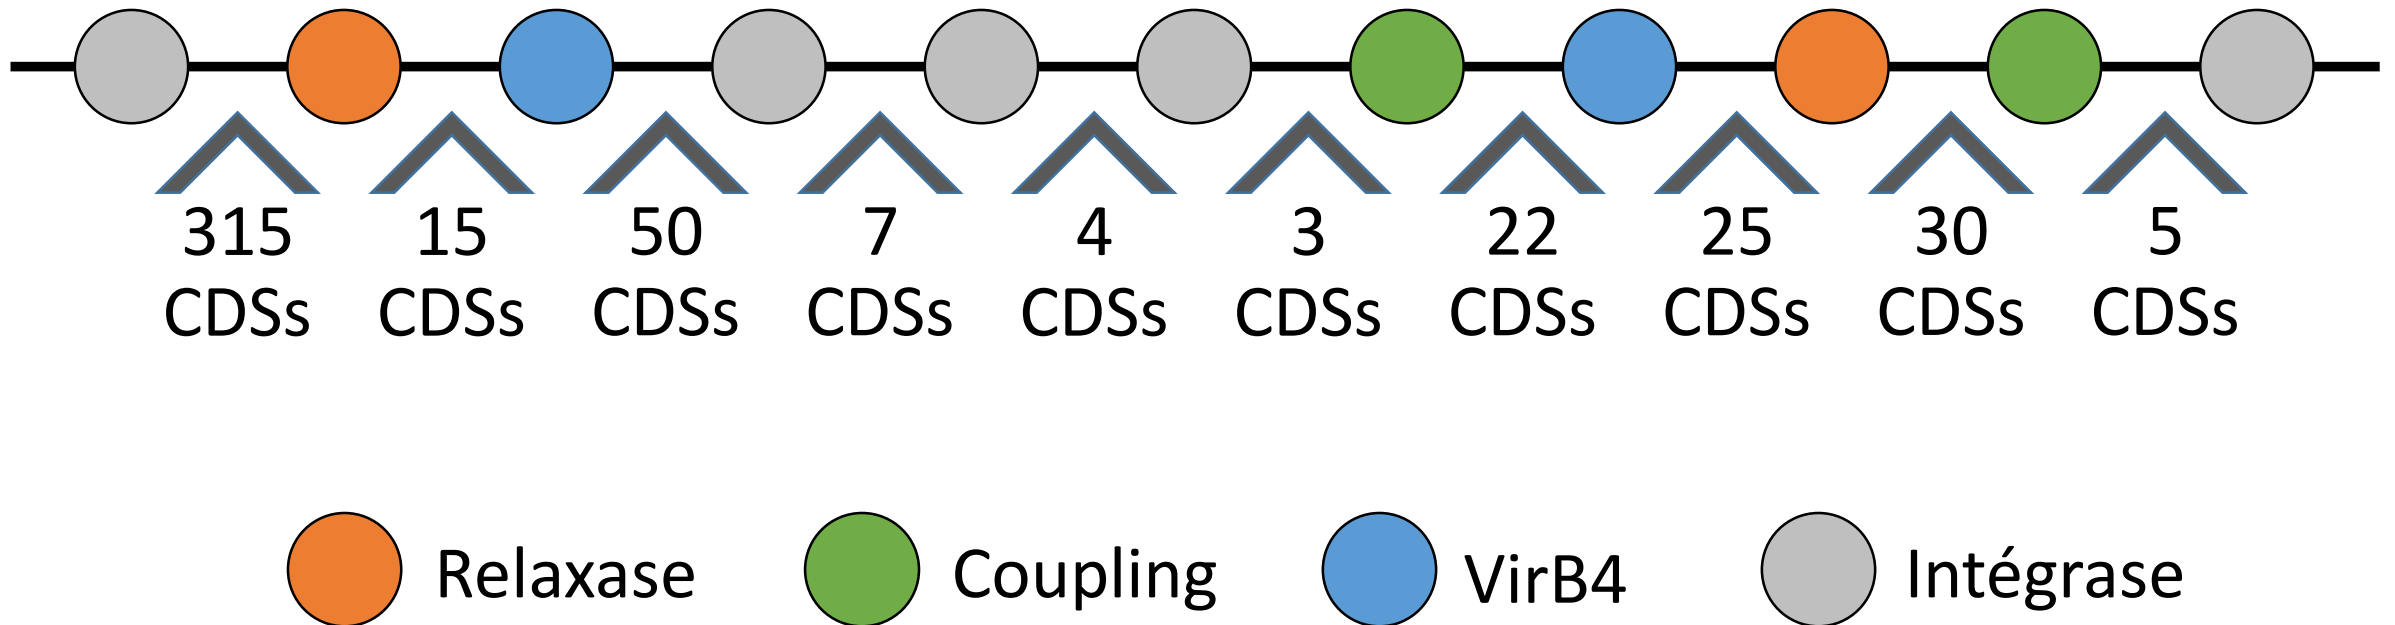 315 15 50 7 4 3 22 25 30 5
CDSs CDSs CDSs CDSs CDSs CDSs CDSs CDSs CDSs CDSs
Relaxase Coupling VirB4 Intégrase